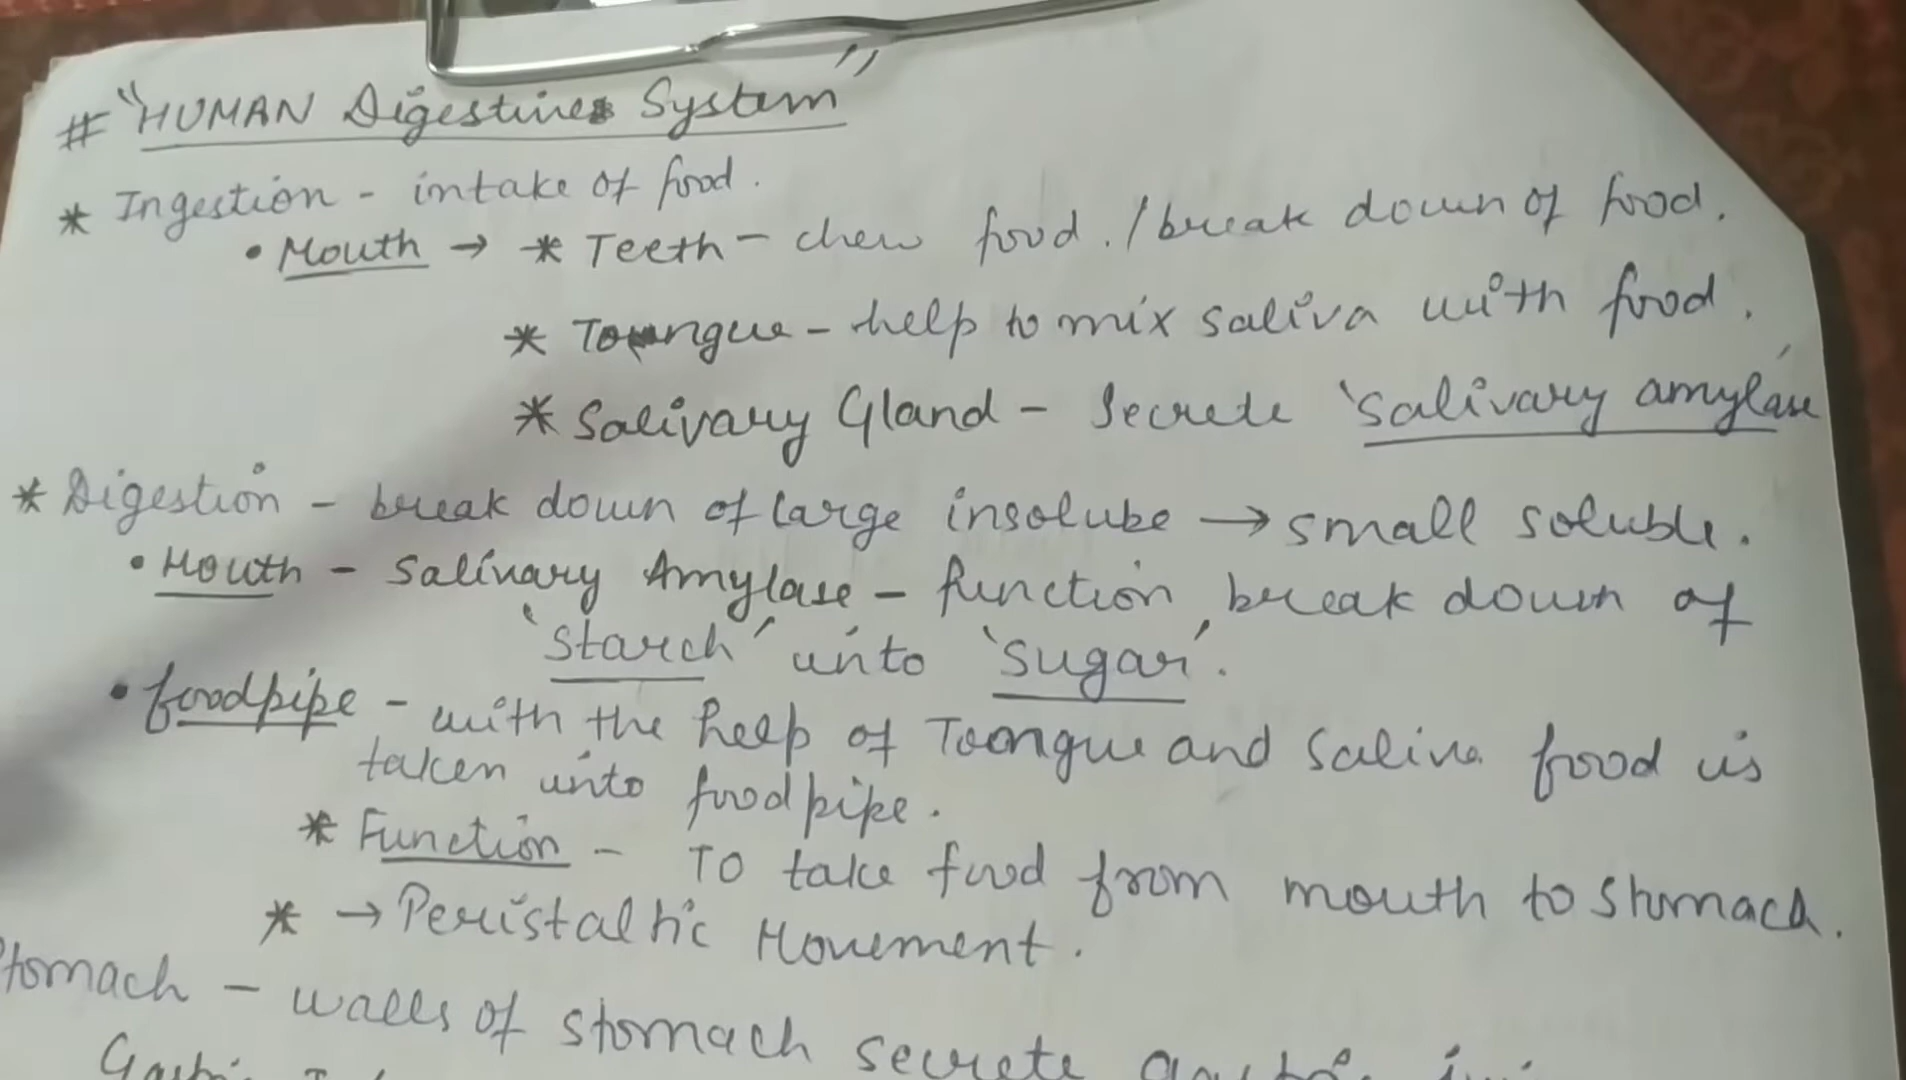 # "HUMAN Digestive System"
* Ingestion - intake of food.
• Mouth → * Teeth - chew food. / break down of food.
* Toungue - help to mix saliva with food.
* Salivary Gland - Secrete 'salivary amylase'
* Digestion - break down of large insolube → small soluble.
• Mouth - Salivary Amylase - function, break down of
'Starch' into 'sugar'.
• foodpipe - with the help of Toongue and Saliva food is
taken into foodpipe.
* Function - To take food from mouth to Stomach.
* → Peristaltic Movement.
Stomach - walls of stomach secrete